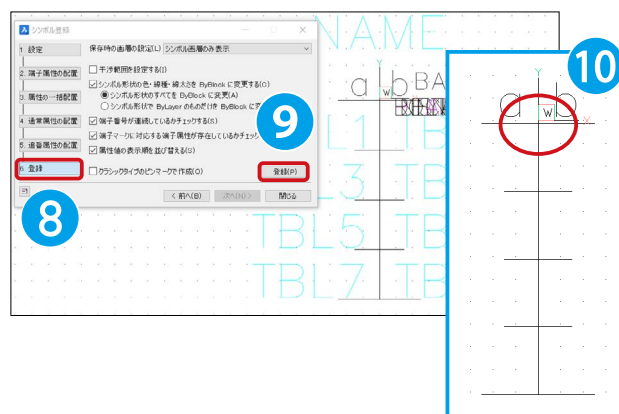 シンボル登録
1. 設定
保存時の画層の設定(L) シンボル画層のみ表示
2. 端子属性の配置
干渉範囲を設定する(I)
シンボル形状の色・線種・線太さを ByBlock に変更する(C)
3. 属性の一括配置
シンボル形状のすべてを ByBlock に変更(A)
シンボル形状で ByLayer のものだけを ByBlock に変
4. 通常属性の配置
端子番号が連続しているかチェックする(S)
端子マークに対応する端子属性が存在しているかチェッ
5. 追番属性の配置
属性値の表示順を並び替える(S)
6. 登録
クラシックタイプのピンマークで作成(O)
登録(P)
< 前へ(B)
次へ(N) >
閉じる
8
9
10
NAME
Y
a b BA
W
L1 TB
L3 TB
TBL5 TB
TBL7 TB
Y
a b
W
X